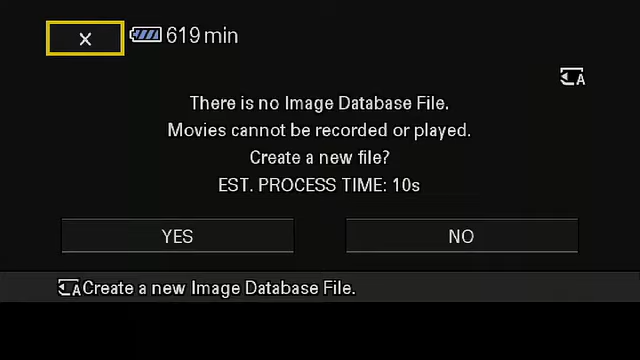 X 619 min
A
There is no Image Database File.
Movies cannot be recorded or played.
Create a new file?
EST. PROCESS TIME: 10s
YES NO
A Create a new Image Database File.